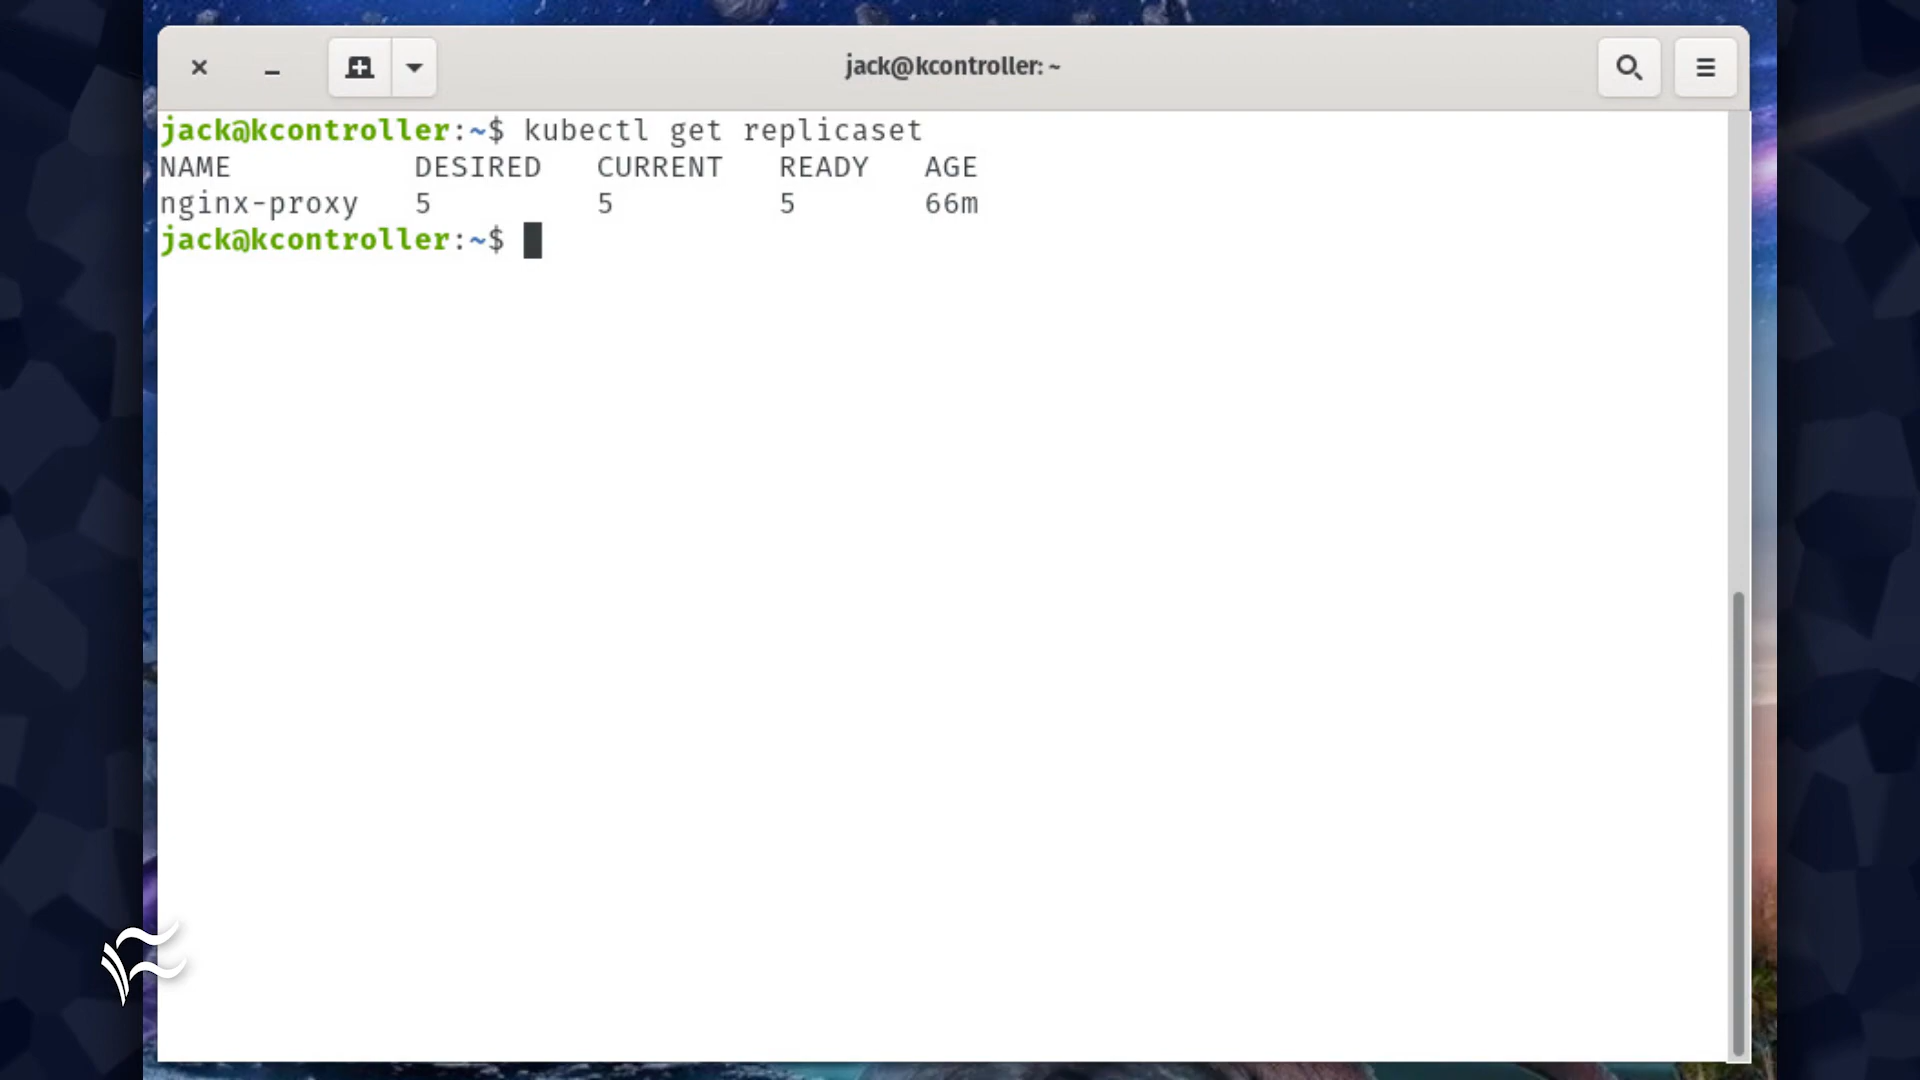 jack@kcontroller: ~
jack@kcontroller:~$ kubectl get replicaset
NAME DESIRED CURRENT READY AGE
nginx-proxy 5 5 5 66m
jack@kcontroller:~$